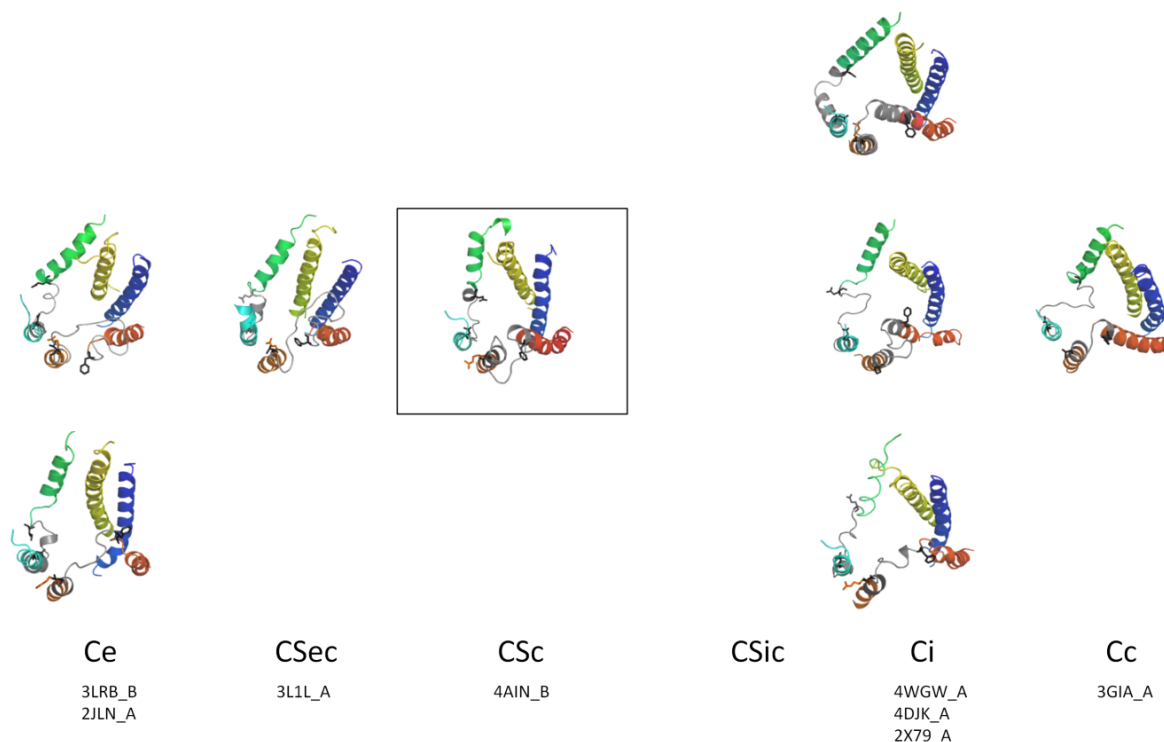 Ce CSec CSc CSic Ci Cc
3LRB_B 3L1L_A 4AIN_B 4WGW_A 3GIA_A
2JLN_A 4DJK_A
2X79_A